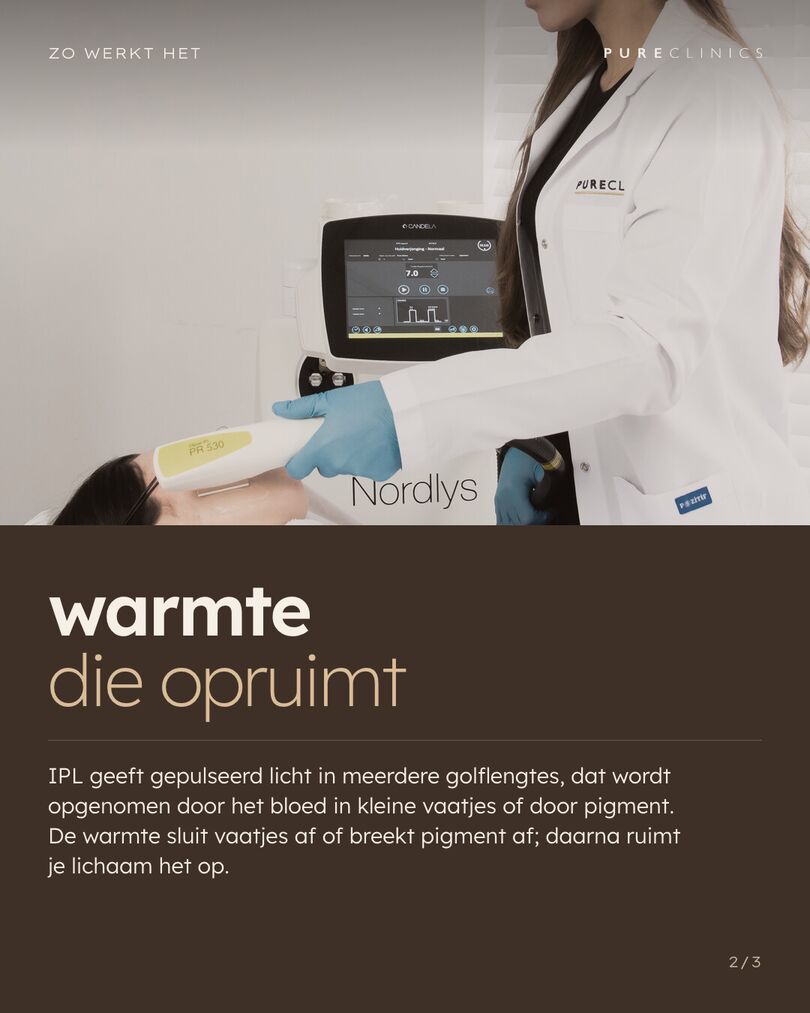 ZO WERKT HET
PURECLINICS
PURECL
CANDELA
Huidverjonging - Normaal
7.0
PR 530
Nordlys
warmte
die opruimt
IPL geeft gepulseerd licht in meerdere golflengtes, dat wordt
opgenomen door het bloed in kleine vaatjes of door pigment.
De warmte sluit vaatjes af of breekt pigment af; daarna ruimt
je lichaam het op.
2/3